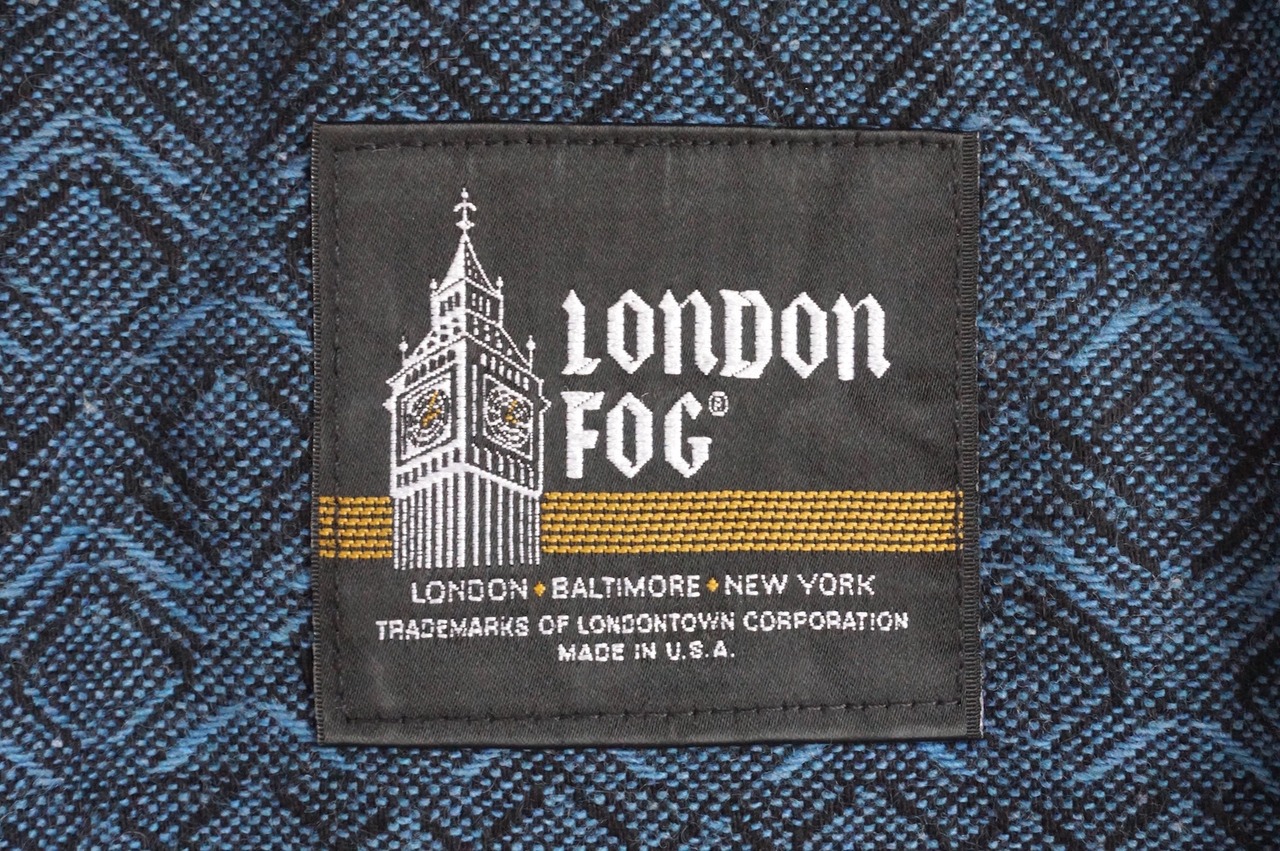 LONDON
FOG®
LONDON ♦ BALTIMORE ♦ NEW YORK
TRADEMARKS OF LONDONTOWN CORPORATION
MADE IN U.S.A.